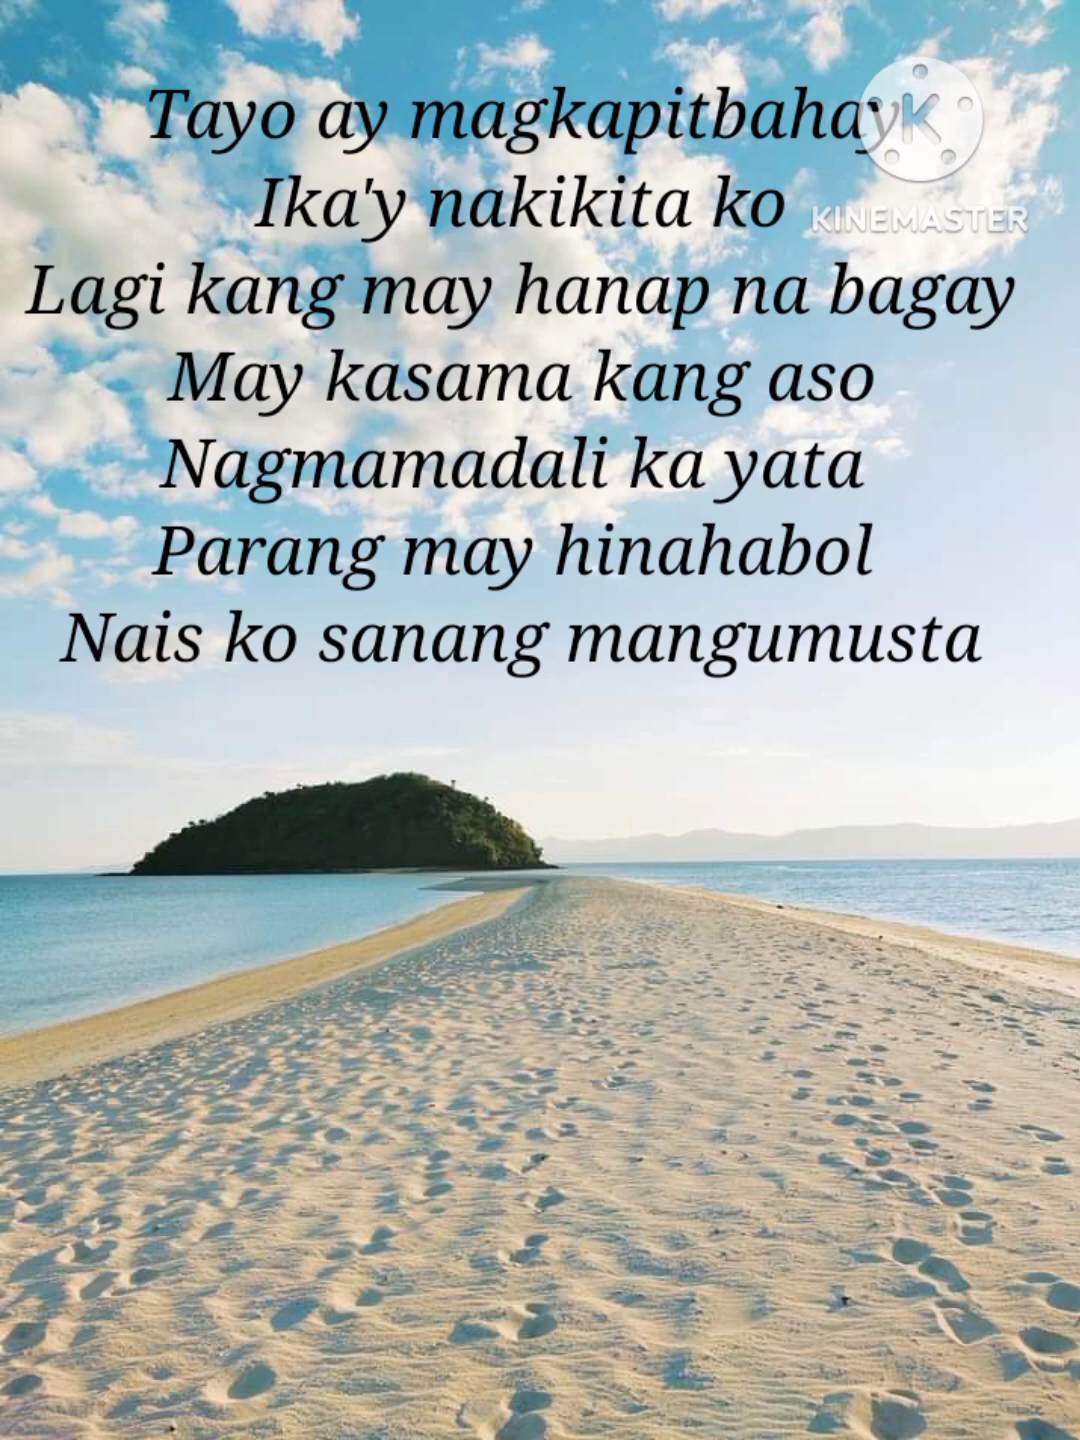 Tayo ay magkapitbahay
Ika'y nakikita ko
Lagi kang may hanap na bagay
May kasama kang aso
Nagmamadali ka yata
Parang may hinahabol
Nais ko sanang mangumusta
K
KINEMASTER